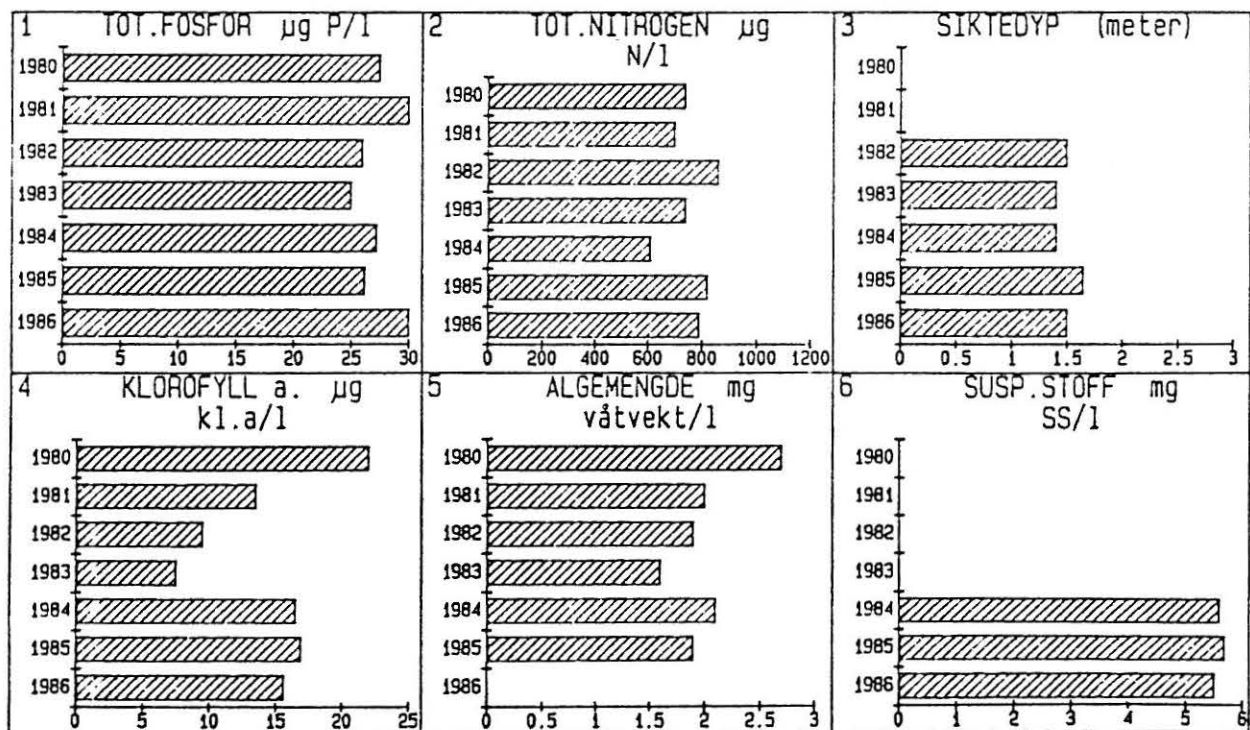 1 TOT.FOSFOR µg P/l
1980
1981
1982
1983
1984
1985
1986
0 5 10 15 20 25 30
2 TOT.NITROGEN µg
N/l
1980
1981
1982
1983
1984
1985
1986
0 200 400 600 800 1000 1200
3 SIKTEDYP (meter)
1980
1981
1982
1983
1984
1985
1986
0 0.5 1 1.5 2 2.5 3
4 KLOROFYLL a. µg
kl.a/l
1980
1981
1982
1983
1984
1985
1986
5 10 15 20 25
5 ALGEMENGDE mg
våtvekt/l
1980
1981
1982
1983
1984
1985
1986
0 0.5 1 1.5 2 2.5 3
6 SUSP.STOFF mg
SS/l
1980
1981
1982
1983
1984
1985
1986
0 1 2 3 4 5 6